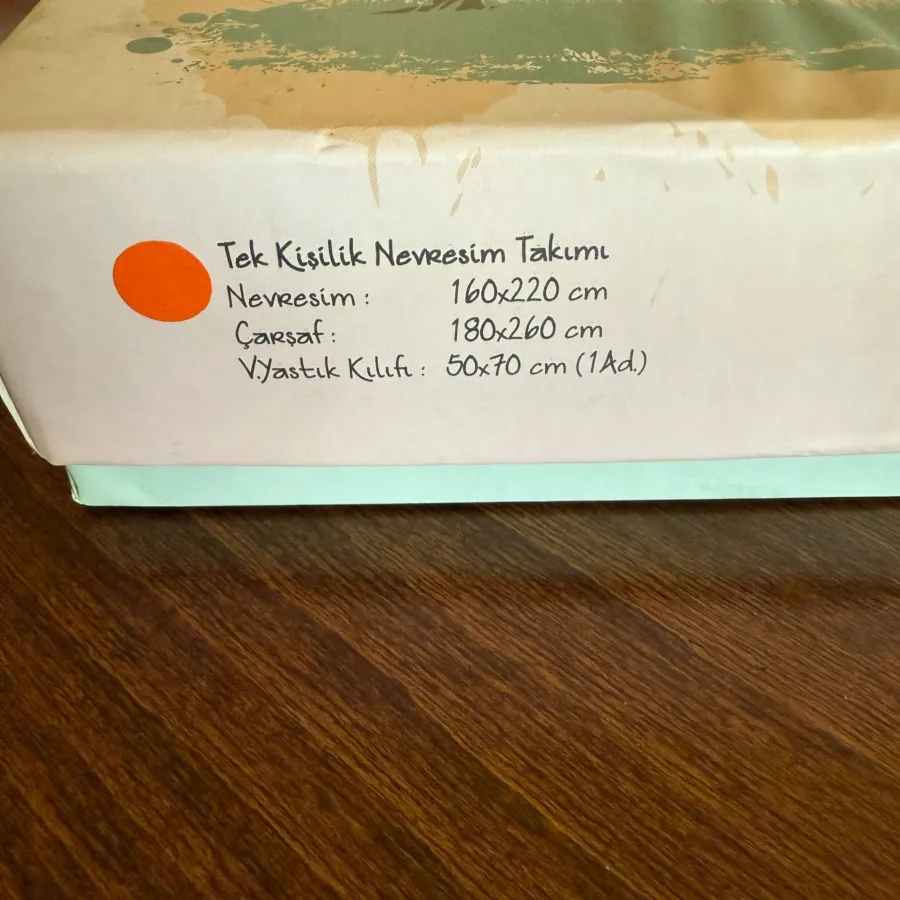 Tek Kişilik Nevresim Takımı
Nevresim : 160x220 cm
Çarşaf : 180x260 cm
V.Yastık Kılıfı : 50x70 cm (1Ad.)